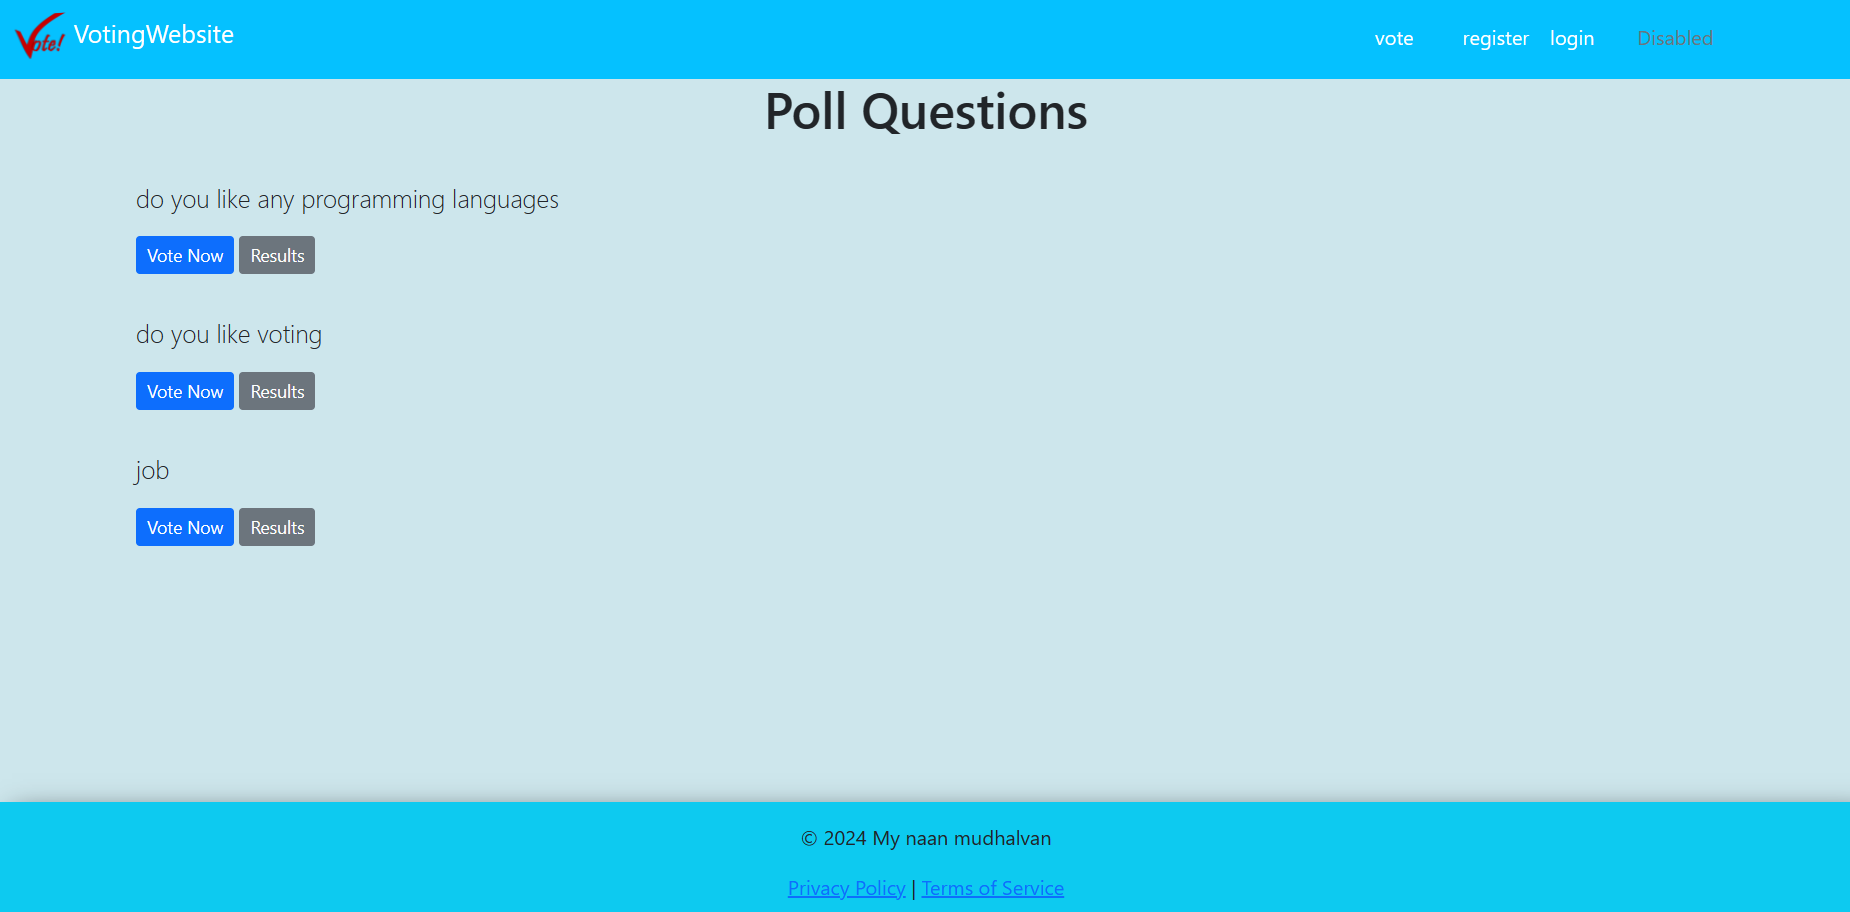 Vote! VotingWebsite vote register login Disabled
Poll Questions
do you like any programming languages
Vote Now Results
do you like voting
Vote Now Results
job
Vote Now Results
© 2024 My naan mudhalvan
Privacy Policy | Terms of Service